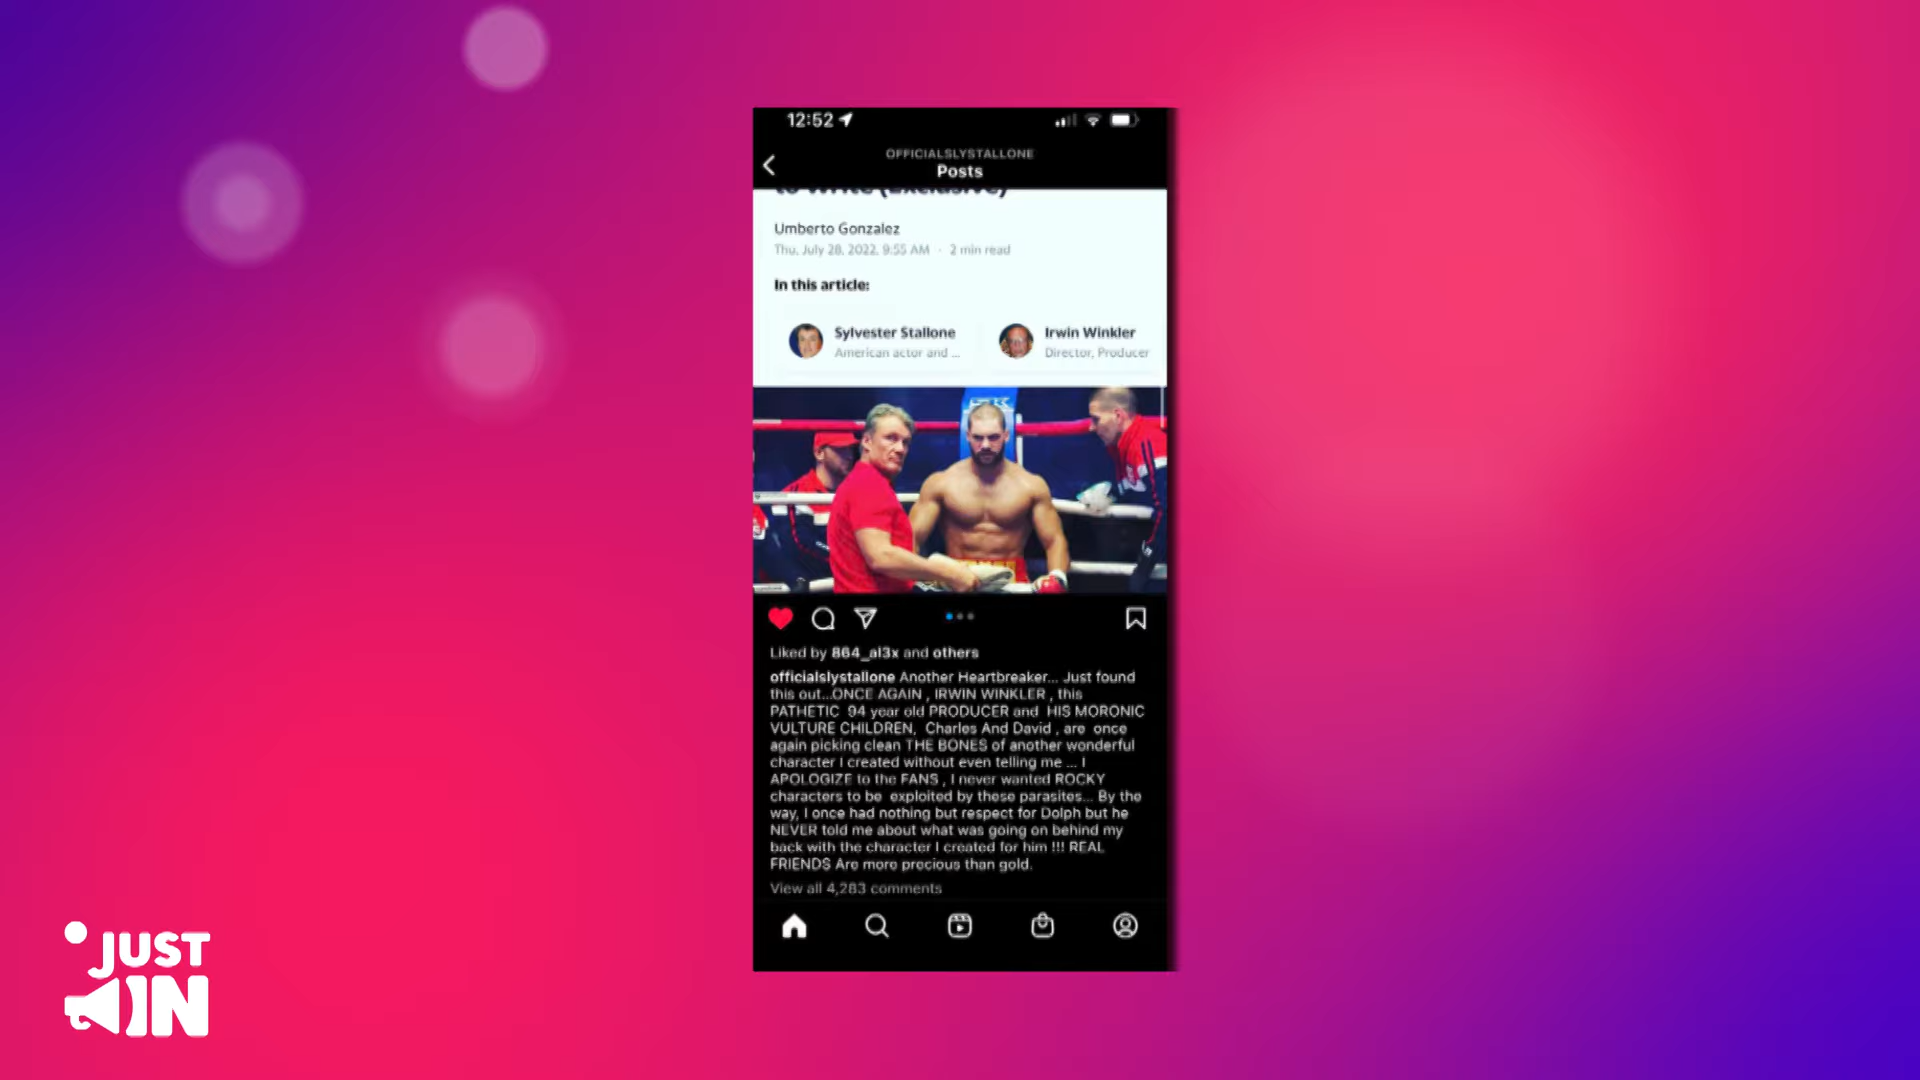 12:52
OFFICIALSLYSTALLONE
Posts
to Write (Exclusive)
Umberto Gonzalez
Thu, July 28, 2022, 9:55 AM · 2 min read
In this article:
Sylvester Stallone
American actor and ...
Irwin Winkler
Director, Producer
Liked by 864_al3x and others
officialslystallone Another Heartbreaker... Just found
this out...ONCE AGAIN , IRWIN WINKLER , this
PATHETIC 94 year old PRODUCER and HIS MORONIC
VULTURE CHILDREN, Charles And David , are once
again picking clean THE BONES of another wonderful
character I created without even telling me ... I
APOLOGIZE to the FANS , I never wanted ROCKY
characters to be exploited by these parasites... By the
way, I once had nothing but respect for Dolph but he
NEVER told me about what was going on behind my
back with the character I created for him !!! REAL
FRIENDS Are more precious than gold.
View all 4,283 comments
JUST
IN